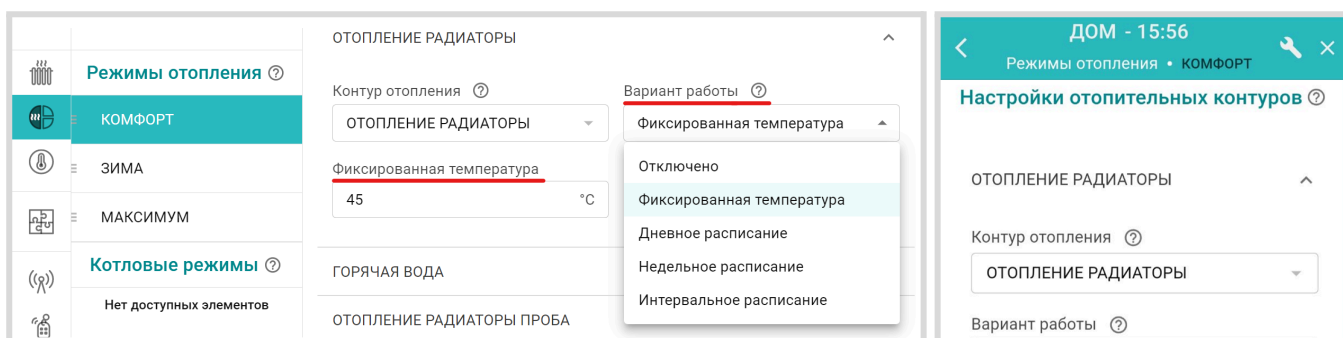 ОТОПЛЕНИЕ РАДИАТОРЫ
Режимы отопления
КОМФОРТ
ЗИМА
МАКСИМУМ
Котловые режимы
Нет доступных элементов
Контур отопления
ОТОПЛЕНИЕ РАДИАТОРЫ
Вариант работы
Фиксированная температура
Фиксированная температура
45 °C
Отключено
Фиксированная температура
Дневное расписание
Недельное расписание
Интервальное расписание
ГОРЯЧАЯ ВОДА
ОТОПЛЕНИЕ РАДИАТОРЫ ПРОБА
ДОМ - 15:56
Режимы отопления • КОМФОРТ
Настройки отопительных контуров
ОТОПЛЕНИЕ РАДИАТОРЫ
Контур отопления
ОТОПЛЕНИЕ РАДИАТОРЫ
Вариант работы